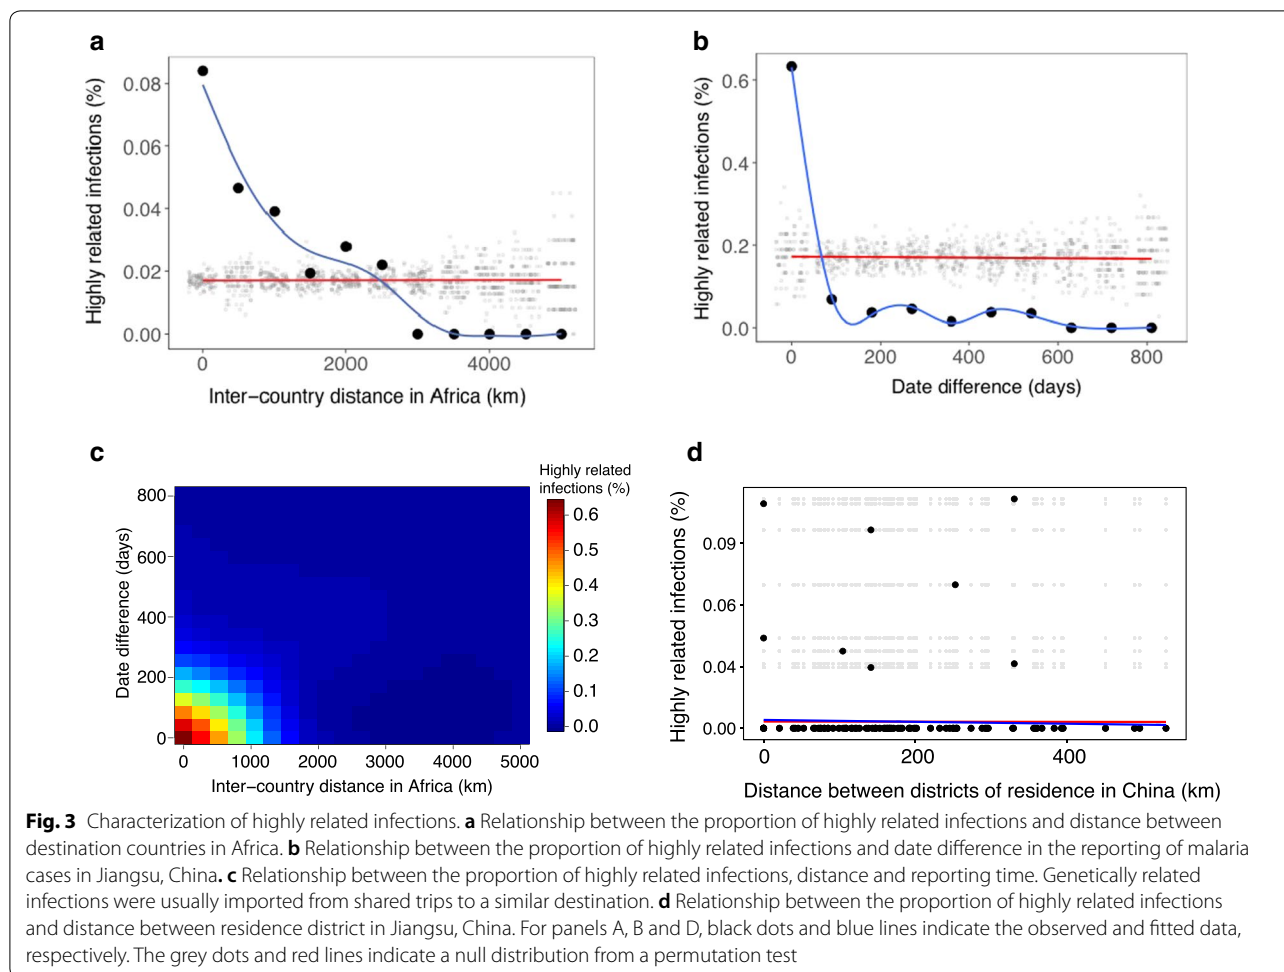 a
0.08
0.06
0.04
0.02
0.00
Highly related infections (%)
0
2000
4000
Inter−country distance in Africa (km)
b
0.6
0.4
0.2
0.0
Highly related infections (%)
0
200
400
600
800
Date difference (days)
c
800
600
400
200
0
Date difference (days)
0
1000
2000
3000
4000
5000
Inter−country distance in Africa (km)
Highly related
infections (%)
0.6
0.5
0.4
0.3
0.2
0.1
0.0
d
0.09
0.06
0.04
0.00
Highly related infections (%)
0
200
400
Distance between districts of residence in China (km)
Fig. 3 Characterization of highly related infections. a Relationship between the proportion of highly related infections and distance between
destination countries in Africa. b Relationship between the proportion of highly related infections and date difference in the reporting of malaria
cases in Jiangsu, China. c Relationship between the proportion of highly related infections, distance and reporting time. Genetically related
infections were usually imported from shared trips to a similar destination. d Relationship between the proportion of highly related infections
and distance between residence district in Jiangsu, China. For panels A, B and D, black dots and blue lines indicate the observed and fitted data,
respectively. The grey dots and red lines indicate a null distribution from a permutation test